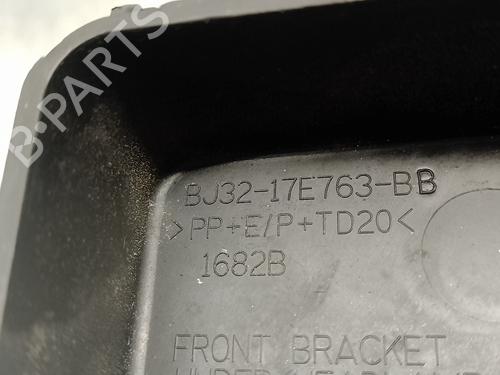 B-PARTS
BJ32-17E763-BB
>PP+E/P+TD20<
1682B
FRONT BRACKET